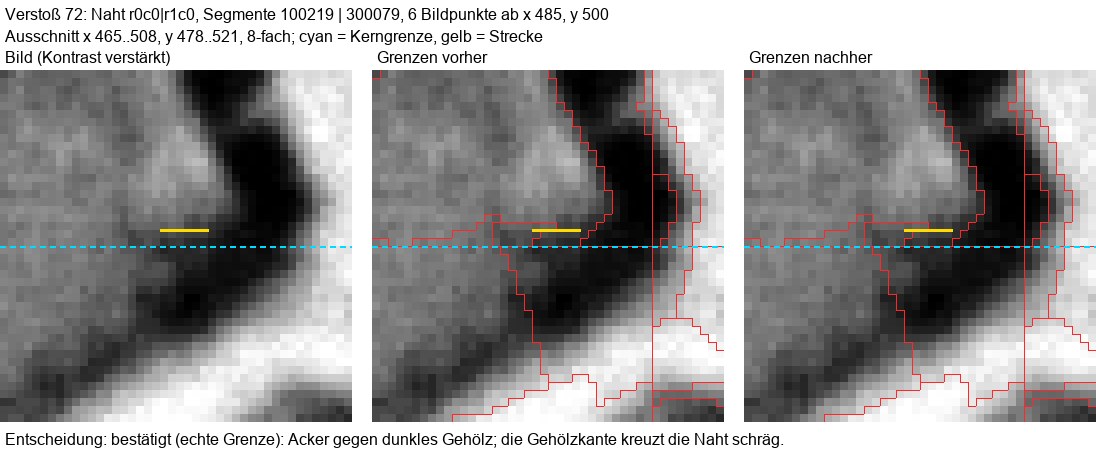 Verstoß 72: Naht r0c0|r1c0, Segmente 100219 | 300079, 6 Bildpunkte ab x 485, y 500
Ausschnitt x 465..508, y 478..521, 8-fach; cyan = Kerngrenze, gelb = Strecke
Bild (Kontrast verstärkt) Grenzen vorher Grenzen nachher
Entscheidung: bestätigt (echte Grenze): Acker gegen dunkles Gehölz; die Gehölzkante kreuzt die Naht schräg.